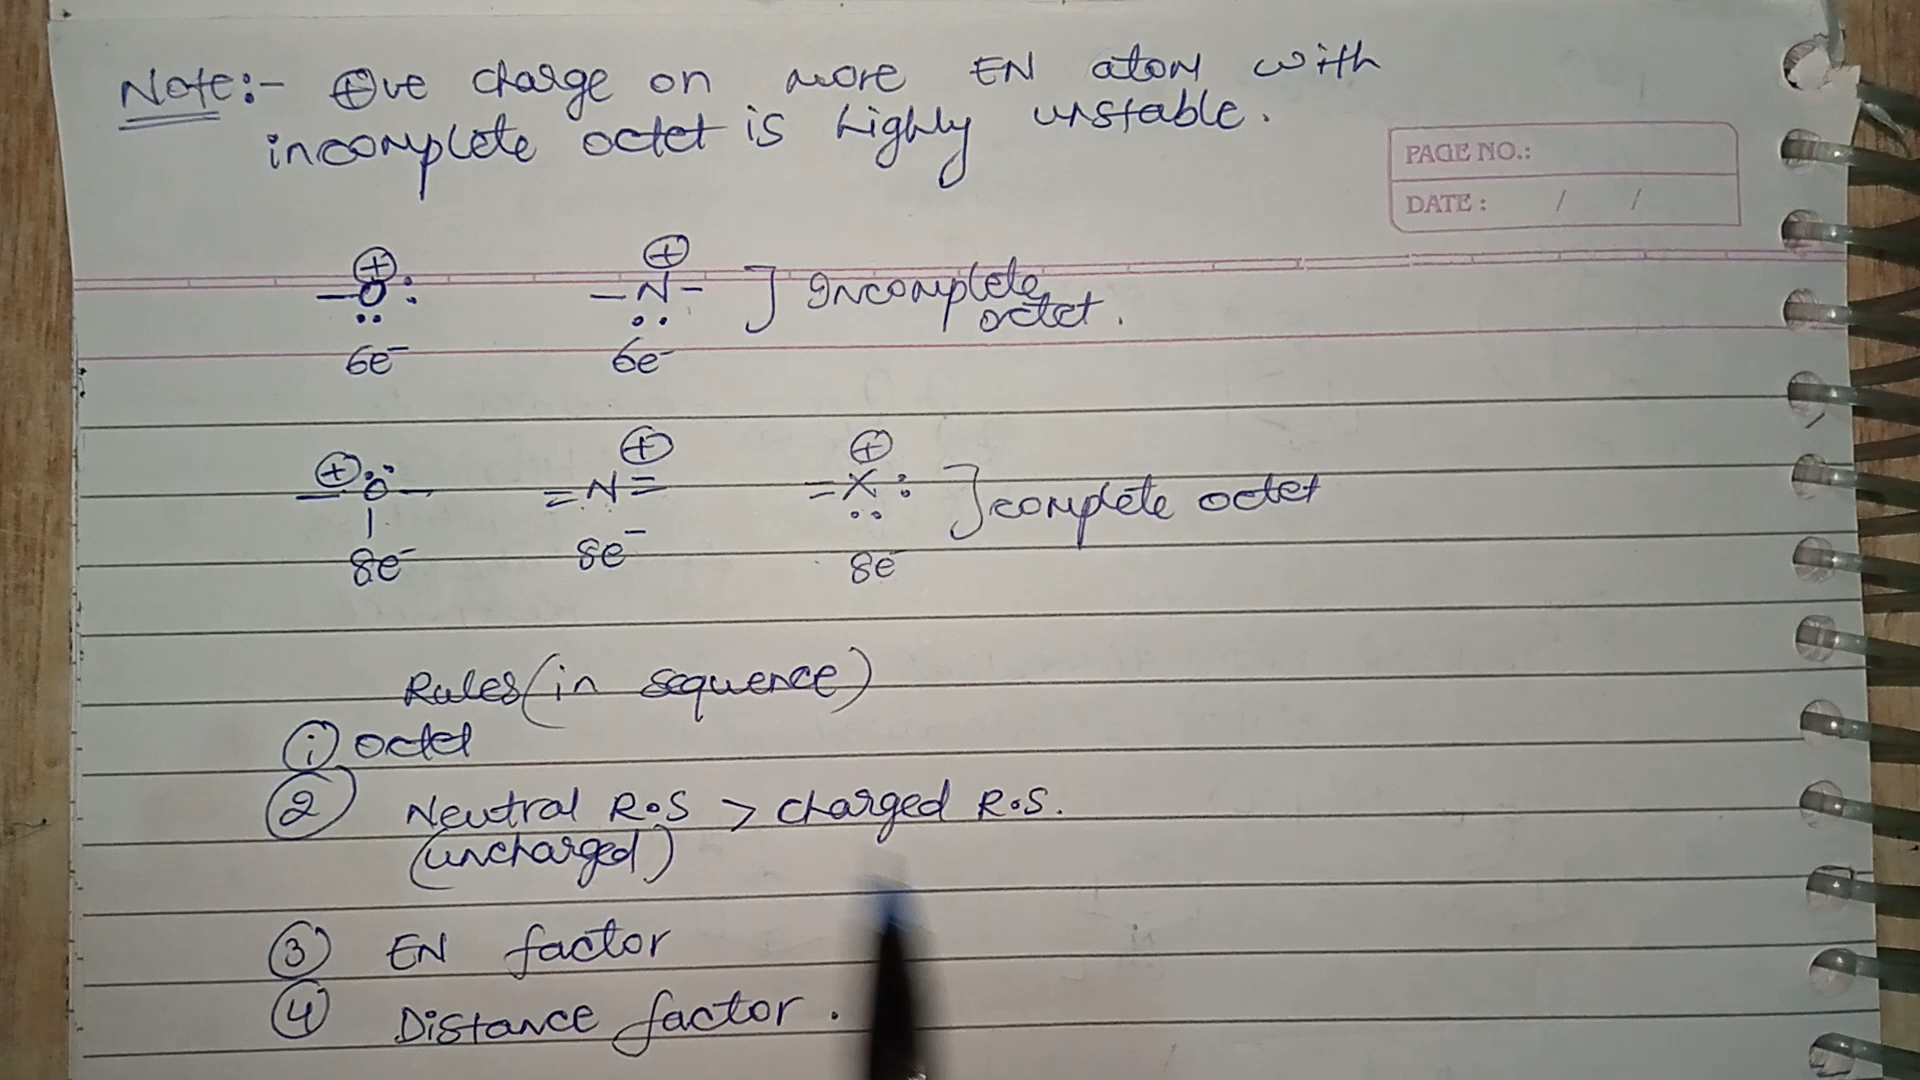 Note:- ⊕ve charge on more EN atom with
incomplete octet is highly unstable.
PAGE NO.:
DATE : / /
⊕ ⊕
–O: –N– ] Incomplete
.. .. octet.
6e⁻ 6e⁻
⊕ ⊕ ⊕
–Ö– =N= –X: ] complete octet
| ..
8e⁻ 8e⁻ 8e⁻
Rules (in sequence)
① octet
② Neutral R.S > charged R.S.
(uncharged)
③ EN factor
④ Distance factor.